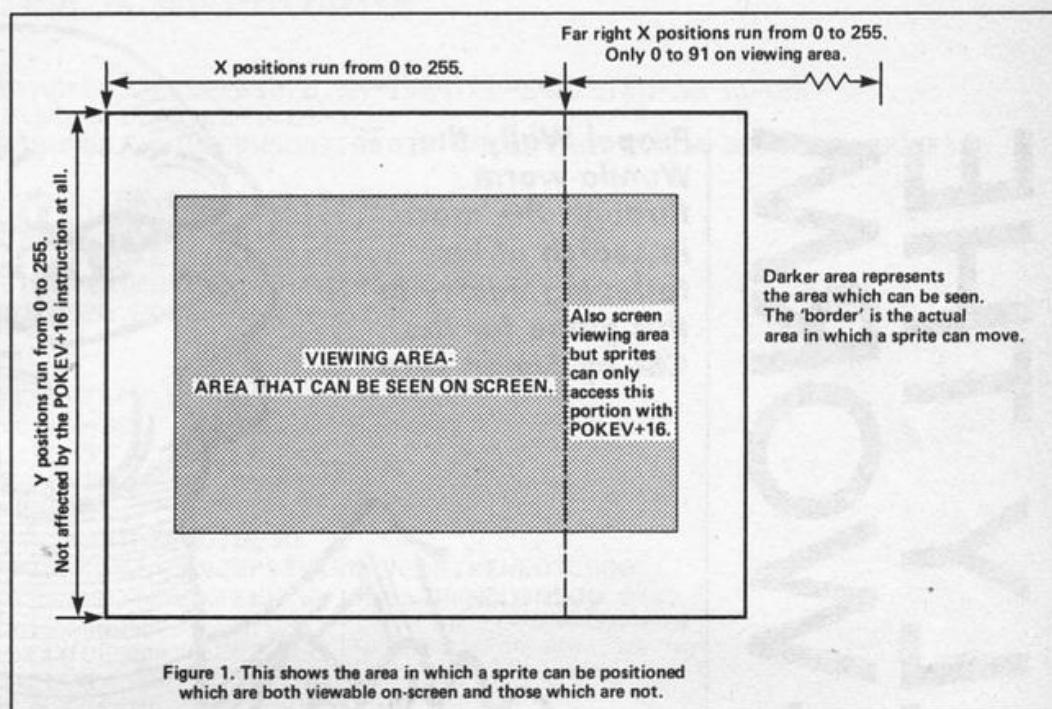 Far right X positions run from 0 to 255.
Only 0 to 91 on viewing area.
X positions run from 0 to 255.
Y positions run from 0 to 255.
Not affected by the POKEV+16 instruction at all.
VIEWING AREA-
AREA THAT CAN BE SEEN ON SCREEN.
Also screen
viewing area
but sprites
can only
access this
portion with
POKEV+16.
Darker area represents
the area which can be seen.
The 'border' is the actual
area in which a sprite can move.
Figure 1. This shows the area in which a sprite can be positioned
which are both viewable on-screen and those which are not.